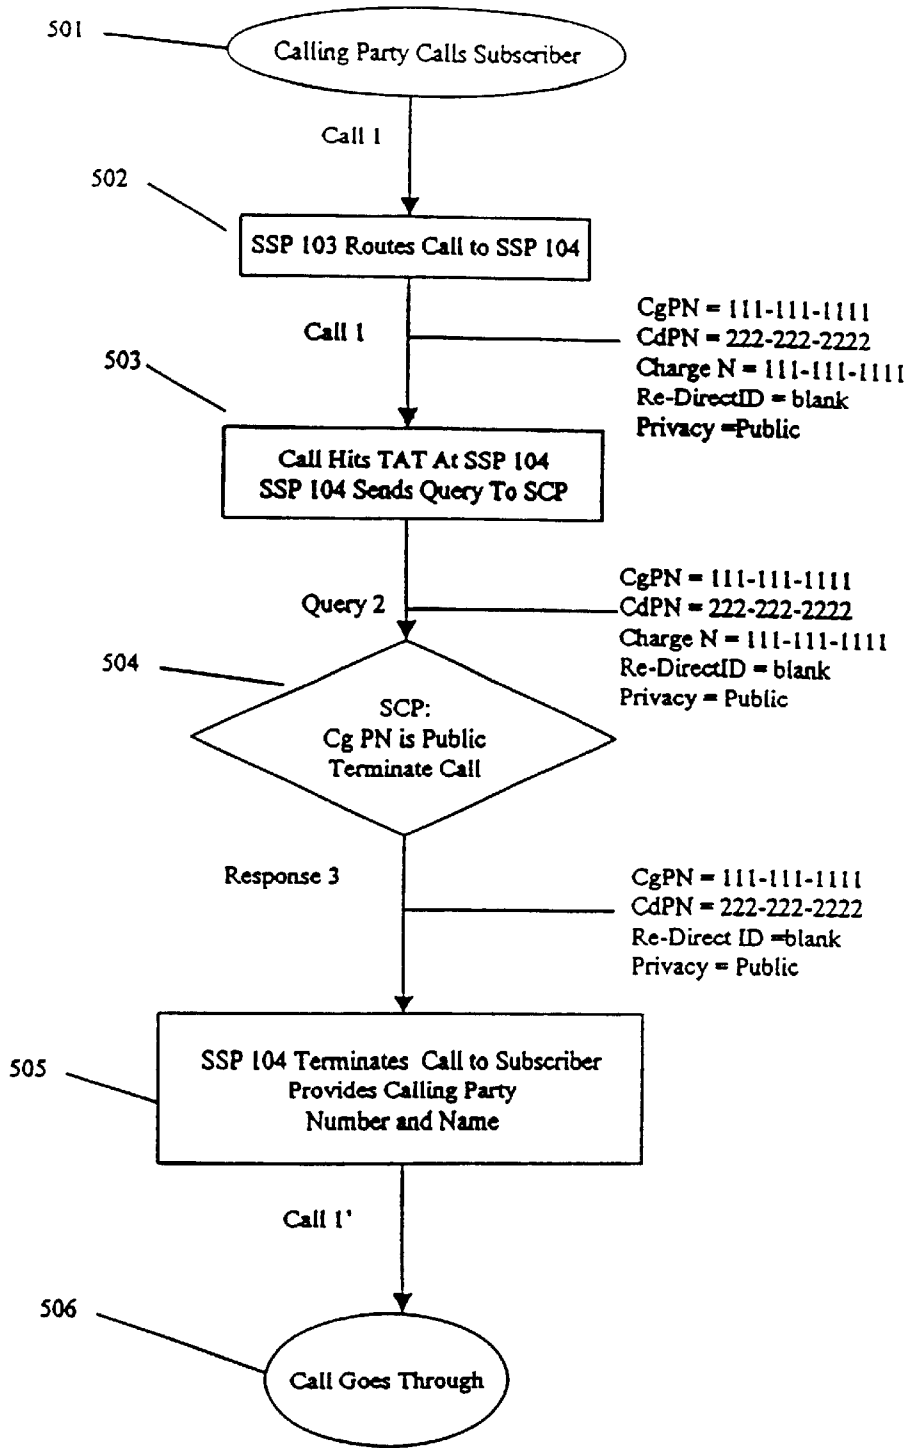 501
Calling Party Calls Subscriber
Call 1
502
SSP 103 Routes Call to SSP 104
Call 1
CgPN = 111-111-1111
CdPN = 222-222-2222
Charge N = 111-111-1111
Re-DirectID = blank
Privacy =Public
503
Call Hits TAT At SSP 104
SSP 104 Sends Query To SCP
Query 2
CgPN = 111-111-1111
CdPN = 222-222-2222
Charge N = 111-111-1111
Re-DirectID = blank
Privacy = Public
504
SCP:
Cg PN is Public
Terminate Call
Response 3
CgPN = 111-111-1111
CdPN = 222-222-2222
Re-Direct ID =blank
Privacy = Public
505
SSP 104 Terminates Call to Subscriber
Provides Calling Party
Number and Name
Call 1'
506
Call Goes Through